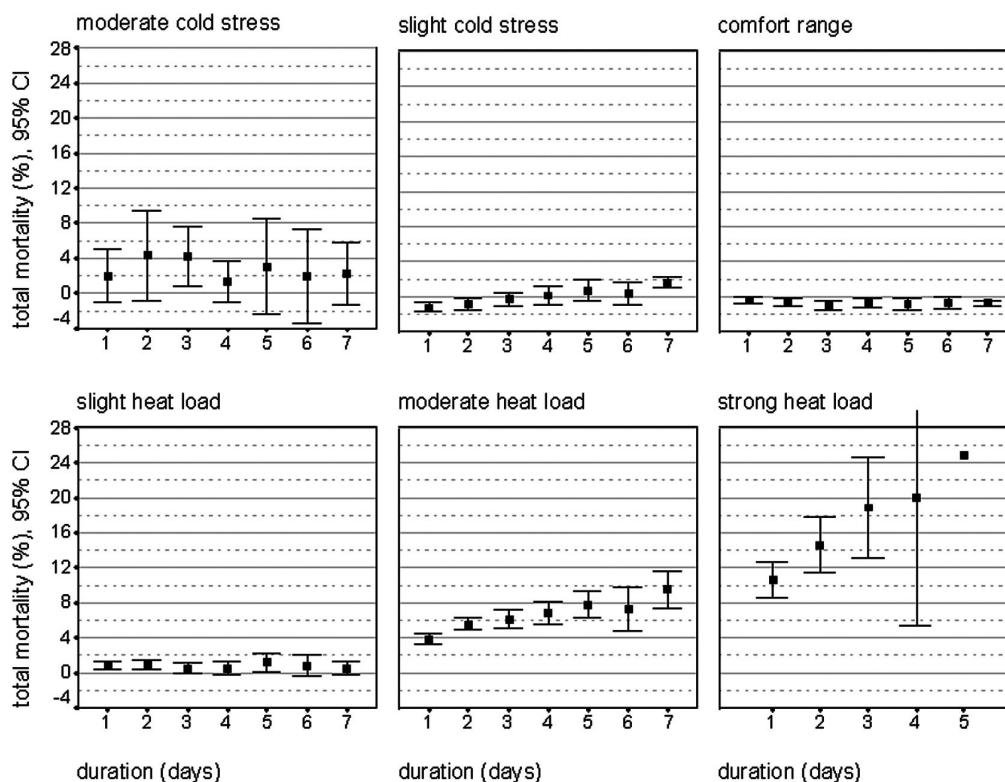 moderate cold stress
slight cold stress
comfort range
total mortality (%), 95% CI
28
24
20
16
12
8
4
0
-4
1 2 3 4 5 6 7
1 2 3 4 5 6 7
1 2 3 4 5 6 7
slight heat load
moderate heat load
strong heat load
total mortality (%), 95% CI
28
24
20
16
12
8
4
0
-4
1 2 3 4 5 6 7
1 2 3 4 5 6 7
1 2 3 4 5
duration (days)
duration (days)
duration (days)